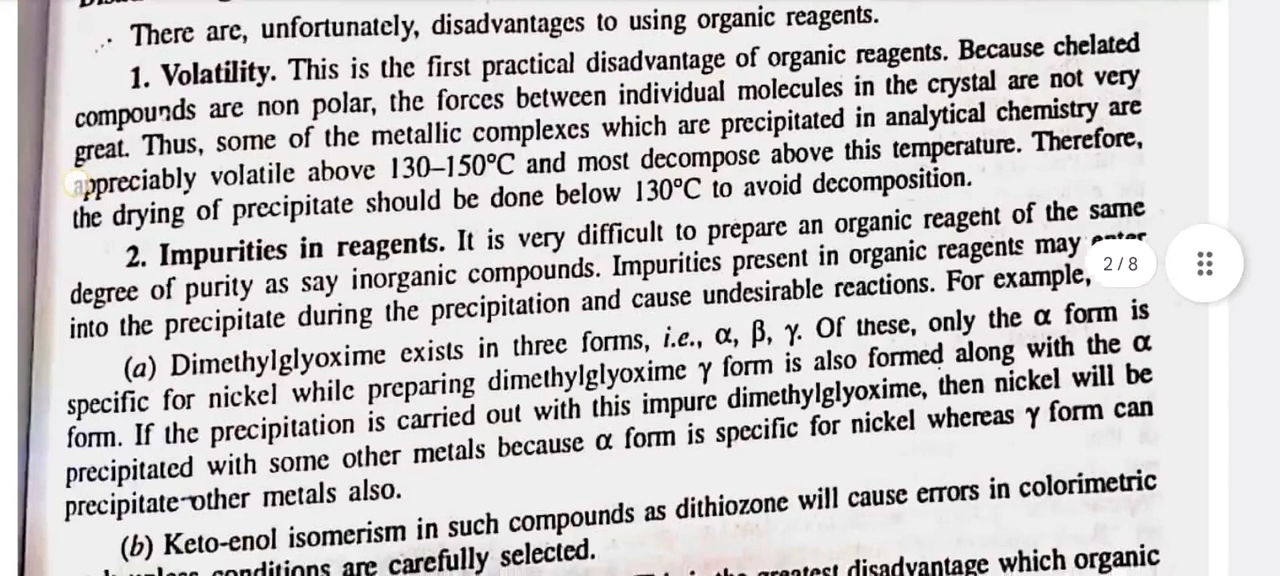 There are, unfortunately, disadvantages to using organic reagents.
1. Volatility. This is the first practical disadvantage of organic reagents. Because chelated
compounds are non polar, the forces between individual molecules in the crystal are not very
great. Thus, some of the metallic complexes which are precipitated in analytical chemistry are
appreciably volatile above 130–150°C and most decompose above this temperature. Therefore,
the drying of precipitate should be done below 130°C to avoid decomposition.
2. Impurities in reagents. It is very difficult to prepare an organic reagent of the same
degree of purity as say inorganic compounds. Impurities present in organic reagents may enter
2 / 8
into the precipitate during the precipitation and cause undesirable reactions. For example,
(a) Dimethylglyoxime exists in three forms, i.e., α, β, γ. Of these, only the α form is
specific for nickel while preparing dimethylglyoxime γ form is also formed along with the α
form. If the precipitation is carried out with this impure dimethylglyoxime, then nickel will be
precipitated with some other metals because α form is specific for nickel whereas γ form can
precipitate other metals also.
(b) Keto-enol isomerism in such compounds as dithiozone will cause errors in colorimetric
conditions are carefully selected.
greatest disadvantage which organic